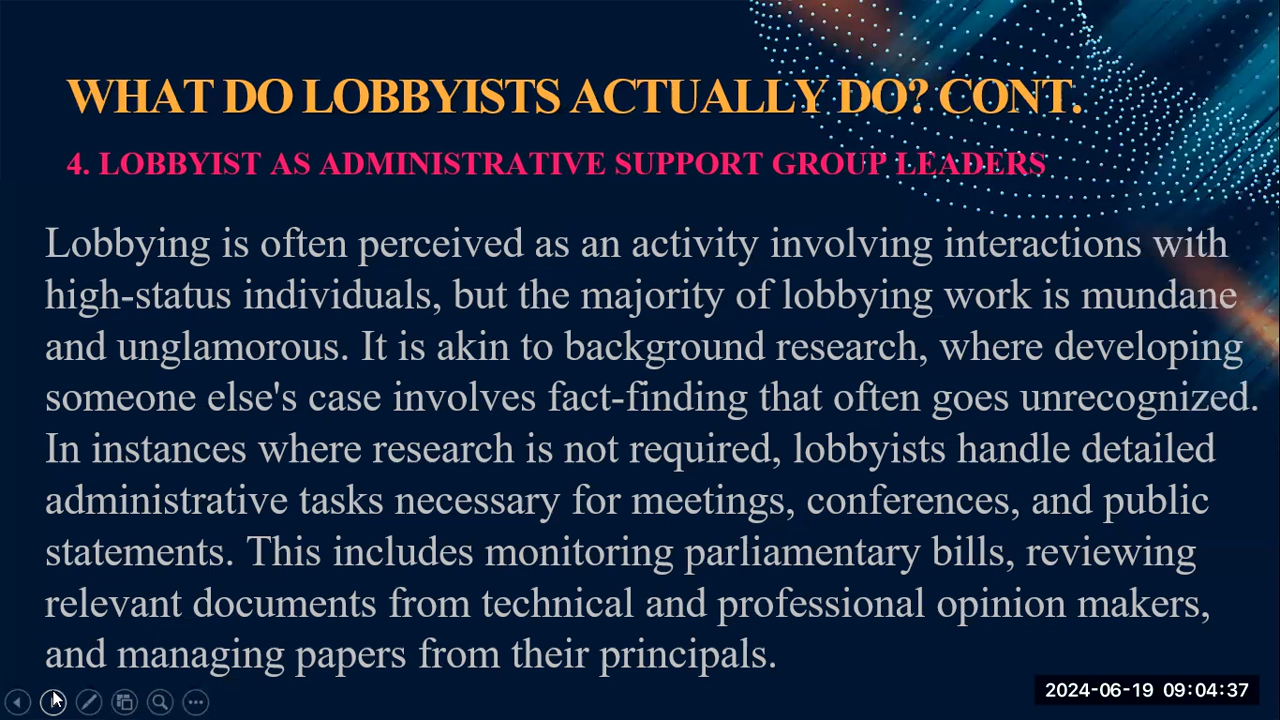 WHAT DO LOBBYISTS ACTUALLY DO? CONT.
4. LOBBYIST AS ADMINISTRATIVE SUPPORT GROUP LEADERS
Lobbying is often perceived as an activity involving interactions with
high-status individuals, but the majority of lobbying work is mundane
and unglamorous. It is akin to background research, where developing
someone else's case involves fact-finding that often goes unrecognized.
In instances where research is not required, lobbyists handle detailed
administrative tasks necessary for meetings, conferences, and public
statements. This includes monitoring parliamentary bills, reviewing
relevant documents from technical and professional opinion makers,
and managing papers from their principals.
2024-06-19 09:04:37